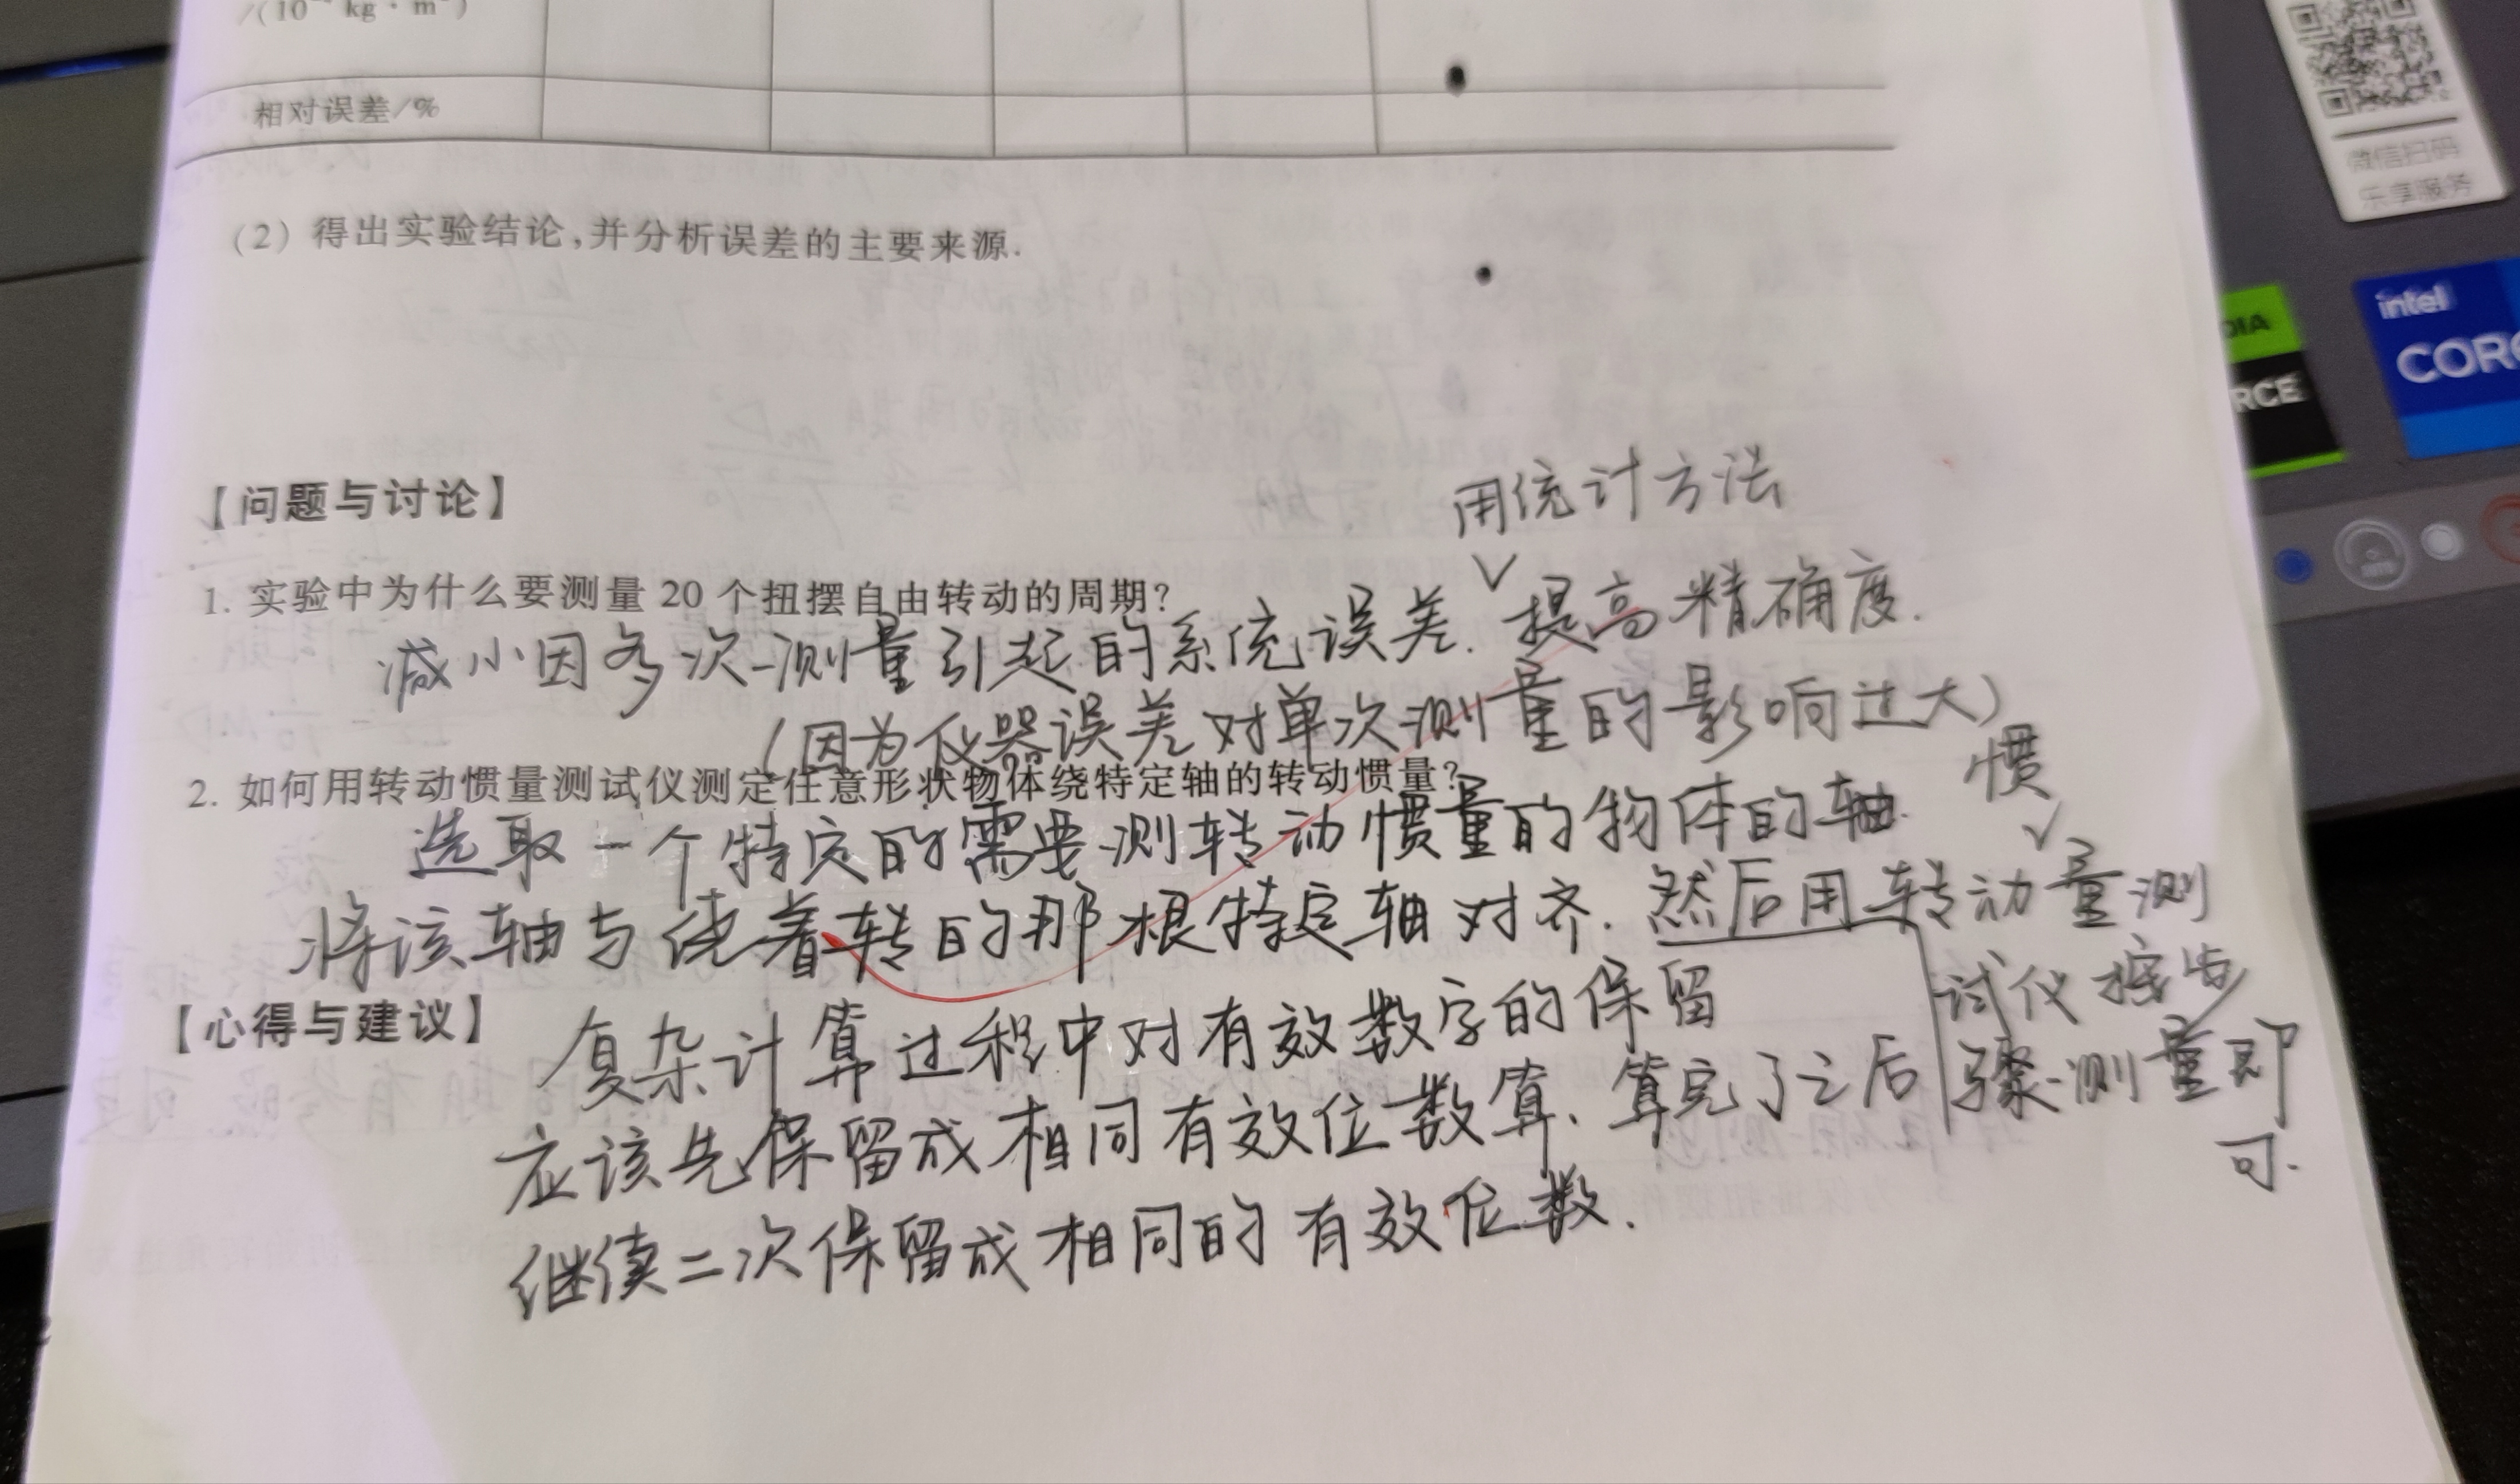 /(10⁻⁴ kg·m²)
相对误差/%
(2) 得出实验结论,并分析误差的主要来源.
【问题与讨论】
1. 实验中为什么要测量 20 个扭摆自由转动的周期?
用统计方法
减小因多次测量引起的系统误差. 提高精确度.
(因为仪器误差对单次测量的影响过大)
2. 如何用转动惯量测试仪测定任意形状物体绕特定轴的转动惯量?
选取一个特定的需要测转动惯量的物体的轴.
惯
将该轴与绕着转的那根特定轴对齐. 然后用转动量测
试仪按步
骤测量即
可.
【心得与建议】
复杂计算过程中对有效数字的保留
应该先保留成相同有效位数算、算完了之后
继续二次保留成相同的有效位数.
微信扫码
乐享服务
intel
CORE
DIA
RCE